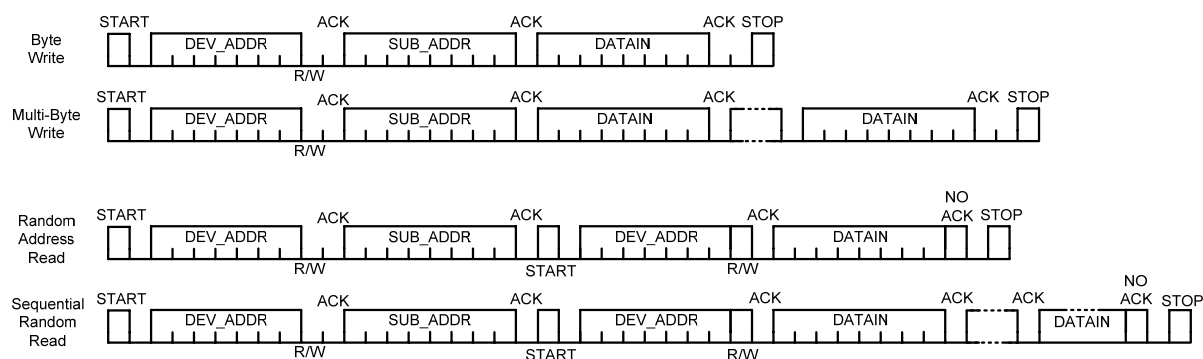 START ACK ACK ACK STOP
Byte
Write
DEV_ADDR SUB_ADDR DATAIN
R/W
START ACK ACK ACK ACK STOP
Multi-Byte
Write
DEV_ADDR SUB_ADDR DATAIN DATAIN
R/W
NO
START ACK ACK ACK ACK STOP
Random
Address
Read
DEV_ADDR SUB_ADDR DEV_ADDR DATAIN
R/W START R/W
NO
START ACK ACK ACK ACK ACK ACK STOP
Sequential
Random
Read
DEV_ADDR SUB_ADDR DEV_ADDR DATAIN DATAIN
R/W START R/W